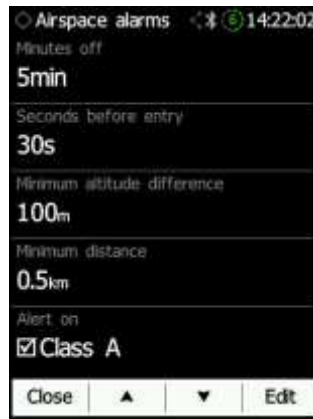 Airspace alarms 6 14:22:02
Minutes off
5min
Seconds before entry
30s
Minimum altitude difference
100m
Minimum distance
0.5km
Alert on
Class A
Close Edit